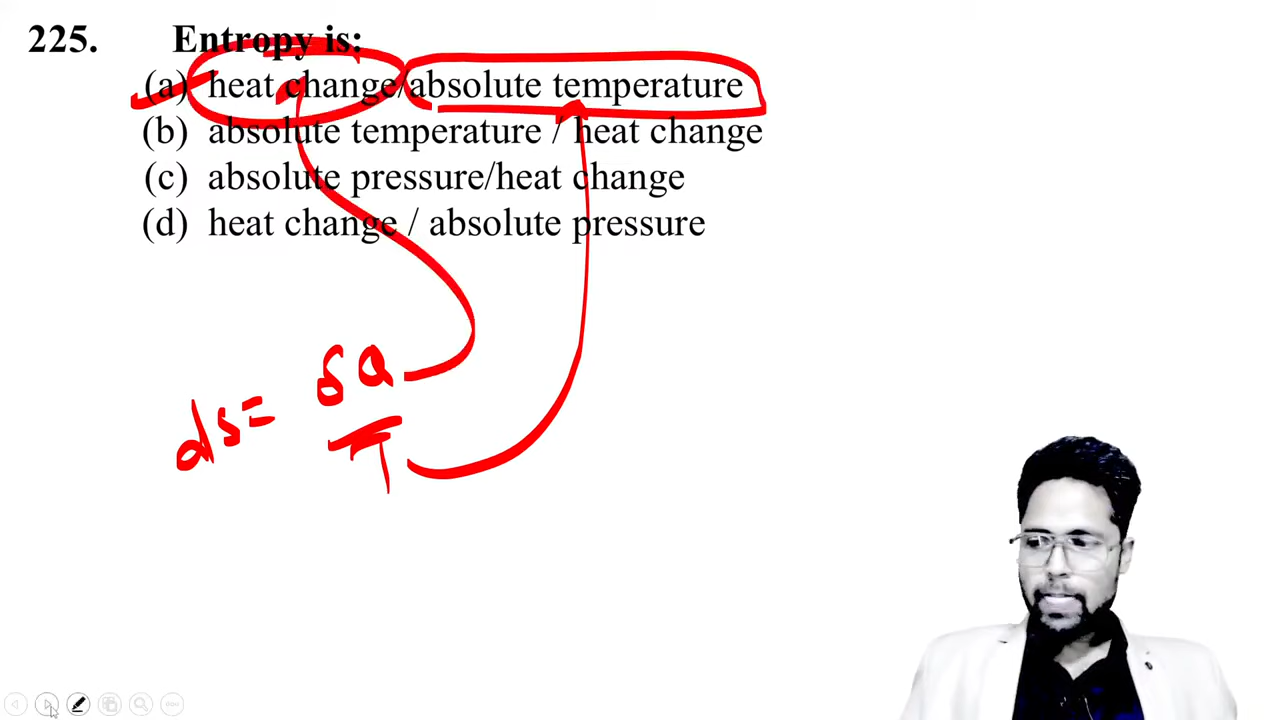 225. Entropy is:
(a) heat change/absolute temperature
(b) absolute temperature / heat change
(c) absolute pressure/heat change
(d) heat change / absolute pressure
ds = δQ
T